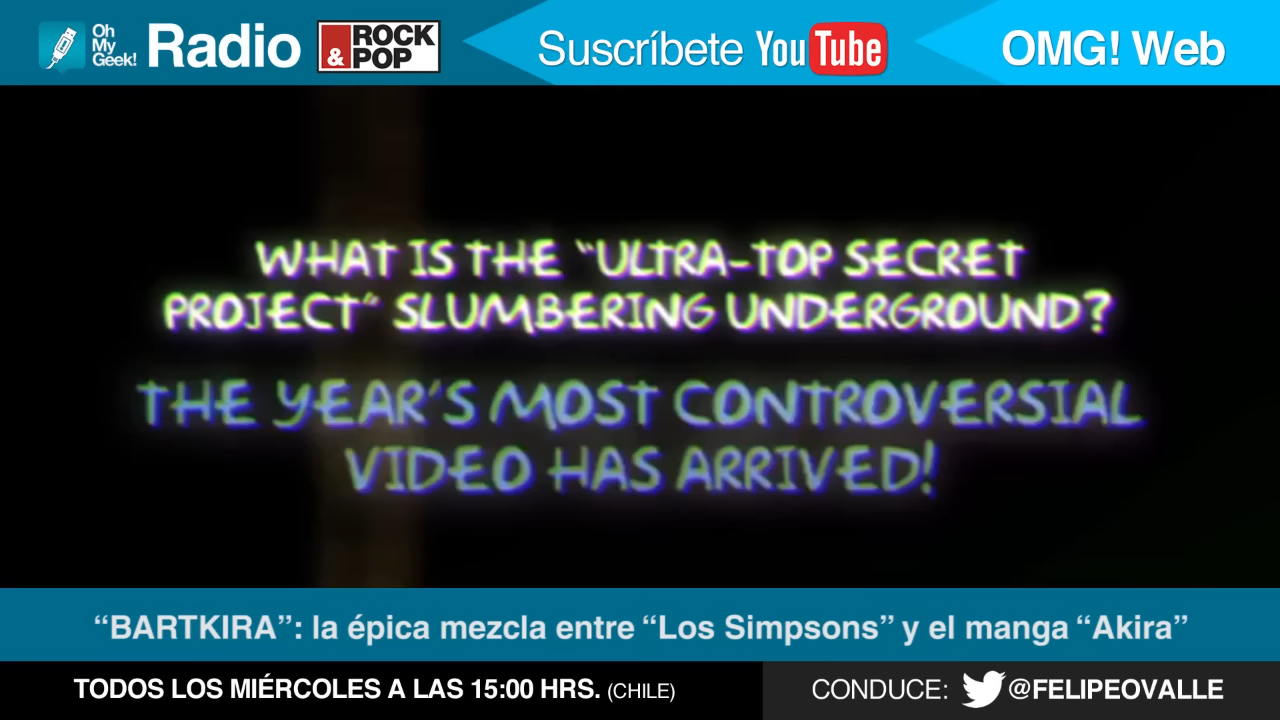 Oh
My
Geek!
Radio
ROCK
& POP
Suscríbete YouTube
OMG! Web
WHAT IS THE "ULTRA-TOP SECRET
PROJECT" SLUMBERING UNDERGROUND?
THE YEAR'S MOST CONTROVERSIAL
VIDEO HAS ARRIVED!
“BARTKIRA”: la épica mezcla entre “Los Simpsons” y el manga “Akira”
TODOS LOS MIÉRCOLES A LAS 15:00 HRS. (CHILE)
CONDUCE: @FELIPEOVALLE